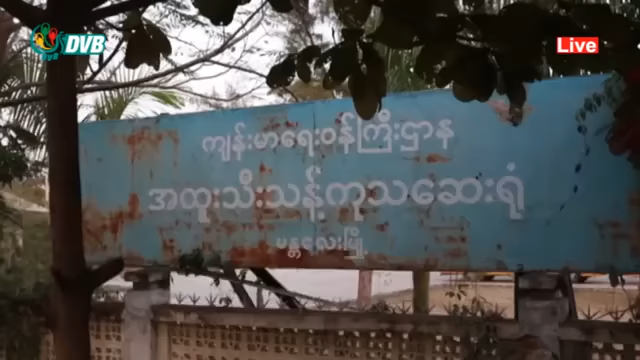 DVB
Live
ကျန်းမာရေးဝန်ကြီးဌာန
အထူးသီးသန့်ကုသဆေးရုံ
မန္တလေးမြို့